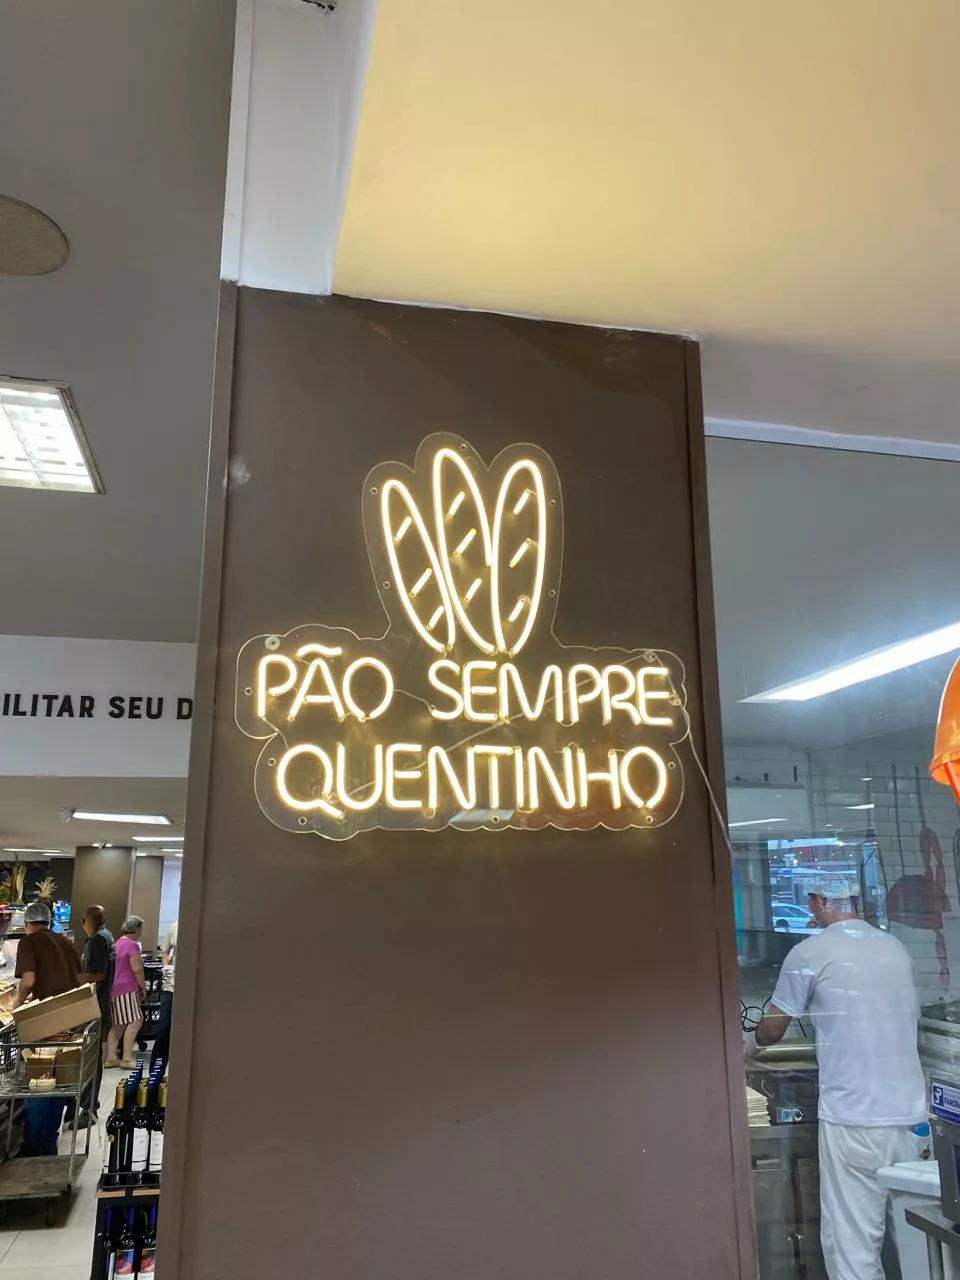 PÃO SEMPRE
QUENTINHO
ILITAR SEU D